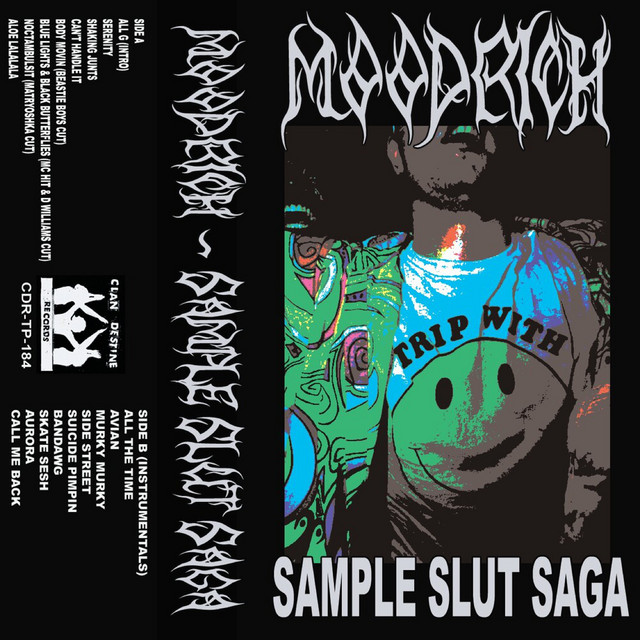 SIDE A
ALL G (INTRO)
SERENITY
SHAKING JUNTS
CAN'T HANDLE IT
BODY MOVIN (BEASTIE BOYS CUT)
BLUE LIGHTS & BLACK BUTTERFLIES (MC HIT & D WILLIAMS CUT)
NOCTAMBULSIT (MATRYOSHKA CUT)
ALOE LALALALA
CLAN DESTINE
RECORDS
CDR-TP-184
SIDE B (INSTRUMENTALS)
ALL THE TIME
AVIAN
MURKY MURKY
SIDE STREET
SUICIDE PIMPIN
BANDAWG
SKATE SESH
AURORA
CALL ME BACK
MOODRICH ~ SAMPLE SLUT SAGA
MOODRICH
TRIP WITH
SAMPLE SLUT SAGA